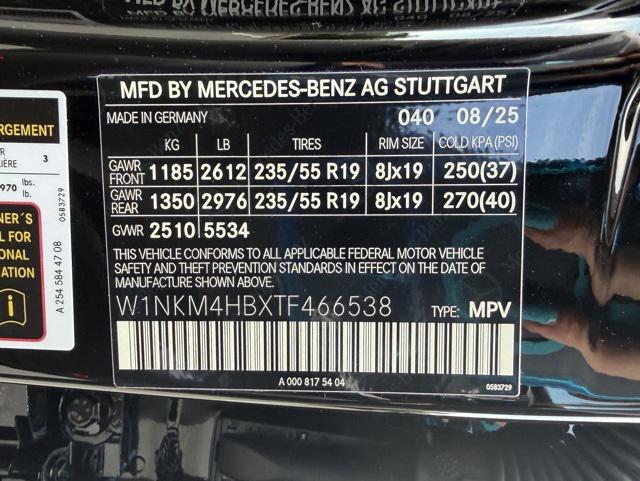 MFD BY MERCEDES-BENZ AG STUTTGART
MADE IN GERMANY 040 08/25
KG LB TIRES RIM SIZE COLD KPA (PSI)
GAWR FRONT 1185 2612 235/55 R19 8Jx19 250(37)
GAWR REAR 1350 2976 235/55 R19 8Jx19 270(40)
GVWR 2510 5534
THIS VEHICLE CONFORMS TO ALL APPLICABLE FEDERAL MOTOR VEHICLE
SAFETY AND THEFT PREVENTION STANDARDS IN EFFECT ON THE DATE OF
MANUFACTURE SHOWN ABOVE.
W1NKM4HBXTF466538 TYPE: MPV
A 000 817 54 04
0583729
ARGEMENT
3
970 lbs.
lb.
0583729
NER´S
L FOR
ONAL
ATION
A 254 584 47 08